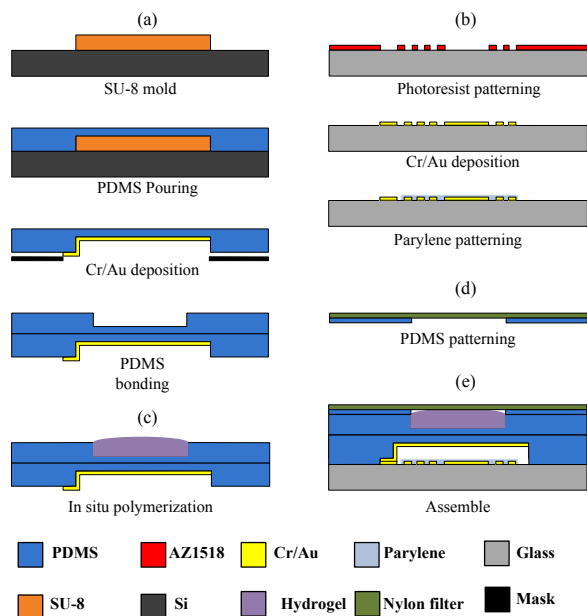 (a)
SU-8 mold
PDMS Pouring
Cr/Au deposition
PDMS
bonding
(b)
Photoresist patterning
Cr/Au deposition
Parylene patterning
(c)
In situ polymerization
(d)
PDMS patterning
(e)
Assemble
PDMS
AZ1518
Cr/Au
Parylene
Glass
SU-8
Si
Hydrogel
Nylon filter
Mask